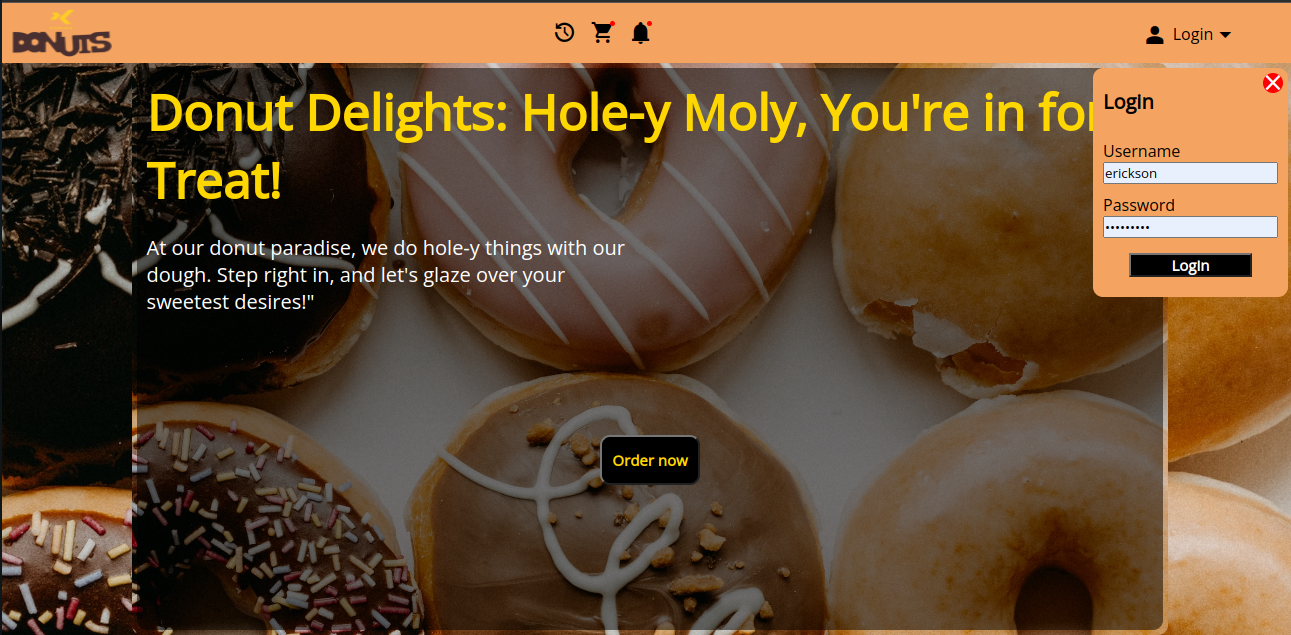 DONUTS
Login
Donut Delights: Hole-y Moly, You're in for
Treat!
At our donut paradise, we do hole-y things with our
dough. Step right in, and let's glaze over your
sweetest desires!"
Order now
Login
Username
erickson
Password
•••••••••
Login